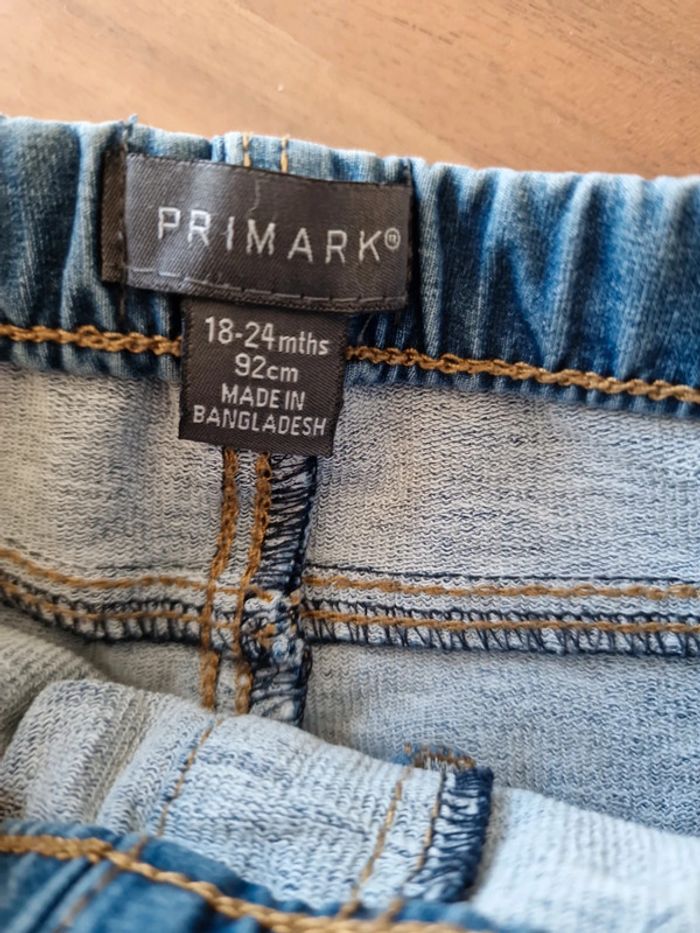 PRIMARK®
18-24mths
92cm
MADE IN
BANGLADESH